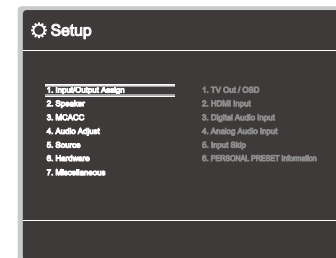 Setup
1. Input/Output Assign
2. Speaker
3. MCACC
4. Audio Adjust
5. Source
6. Hardware
7. Miscellaneous
1. TV Out / OSD
2. HDMI Input
3. Digital Audio Input
4. Analog Audio Input
5. Input Skip
6. PERSONAL PRESET Information